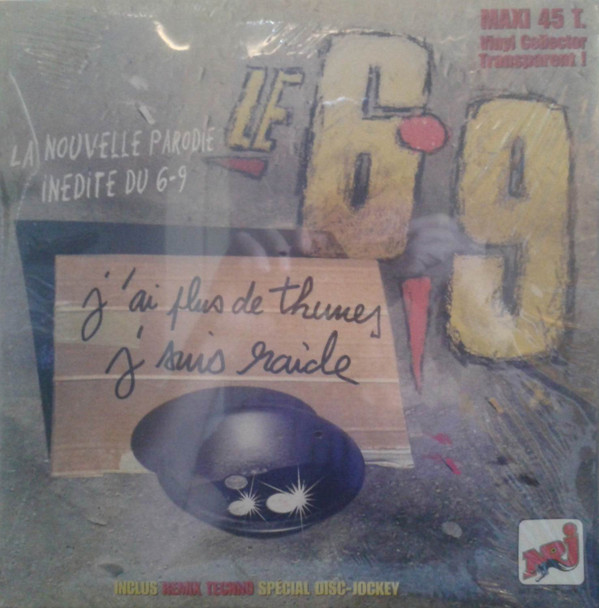 MAXI 45 T.
Vinyl Collector
Transparent !
LE 6.9
LA NOUVELLE PARODIE
INEDITE DU 6-9
j'ai plus de thunes
j'suis raide
NRJ
INCLUS REMIX TECHNO SPECIAL DISC-JOCKEY